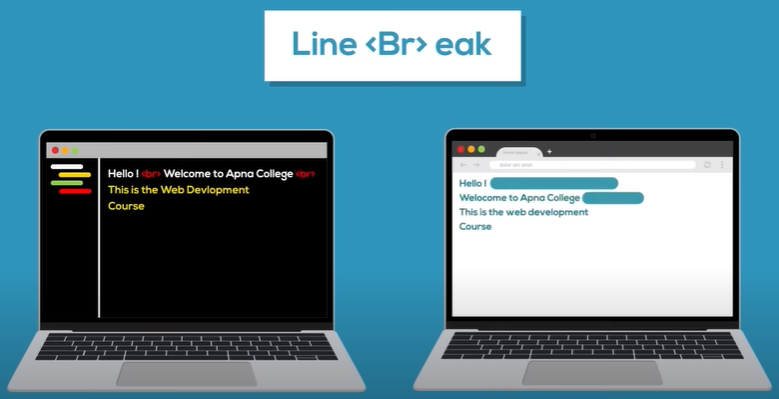 Line <Br> eak
Hello ! <br> Welcome to Apna College <br>
This is the Web Devlopment
Course
Hello !
Welocome to Apna College
This is the web development
Course